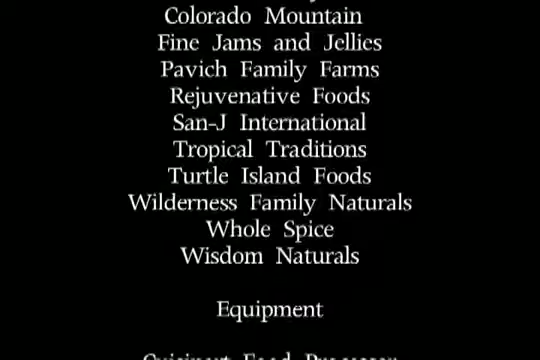 Colorado Mountain
Fine Jams and Jellies
Pavich Family Farms
Rejuvenative Foods
San-J International
Tropical Traditions
Turtle Island Foods
Wilderness Family Naturals
Whole Spice
Wisdom Naturals
Equipment
Cuisinart Food Processor